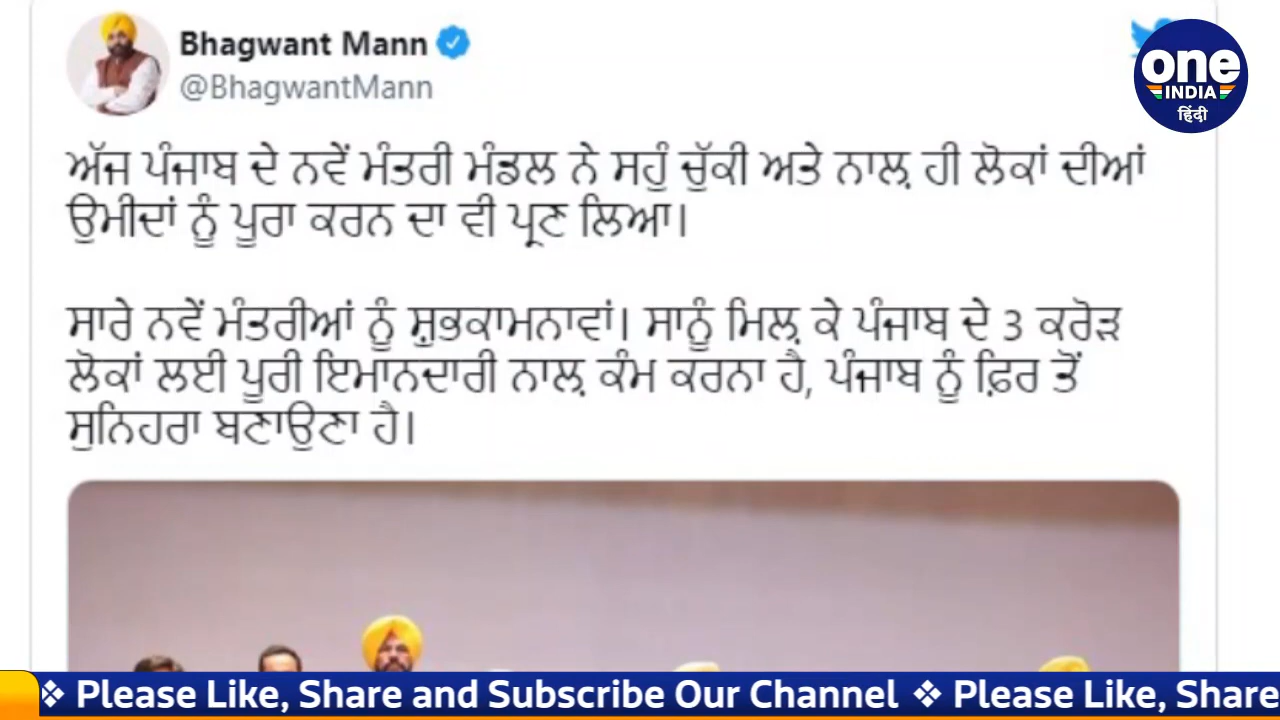 Bhagwant Mann
@BhagwantMann
one
INDIA
हिंदी
ਅੱਜ ਪੰਜਾਬ ਦੇ ਨਵੇਂ ਮੰਤਰੀ ਮੰਡਲ ਨੇ ਸਹੁੰ ਚੁੱਕੀ ਅਤੇ ਨਾਲ਼ ਹੀ ਲੋਕਾਂ ਦੀਆਂ
ਉਮੀਦਾਂ ਨੂੰ ਪੂਰਾ ਕਰਨ ਦਾ ਵੀ ਪ੍ਰਣ ਲਿਆ।
ਸਾਰੇ ਨਵੇਂ ਮੰਤਰੀਆਂ ਨੂੰ ਸ਼ੁਭਕਾਮਨਾਵਾਂ। ਸਾਨੂੰ ਮਿਲ਼ ਕੇ ਪੰਜਾਬ ਦੇ 3 ਕਰੋੜ
ਲੋਕਾਂ ਲਈ ਪੂਰੀ ਇਮਾਨਦਾਰੀ ਨਾਲ਼ ਕੰਮ ਕਰਨਾ ਹੈ, ਪੰਜਾਬ ਨੂੰ ਫ਼ਿਰ ਤੋਂ
ਸੁਨਿਹਰਾ ਬਣਾਉਣਾ ਹੈ।
❖ Please Like, Share and Subscribe Our Channel ❖ Please Like, Share